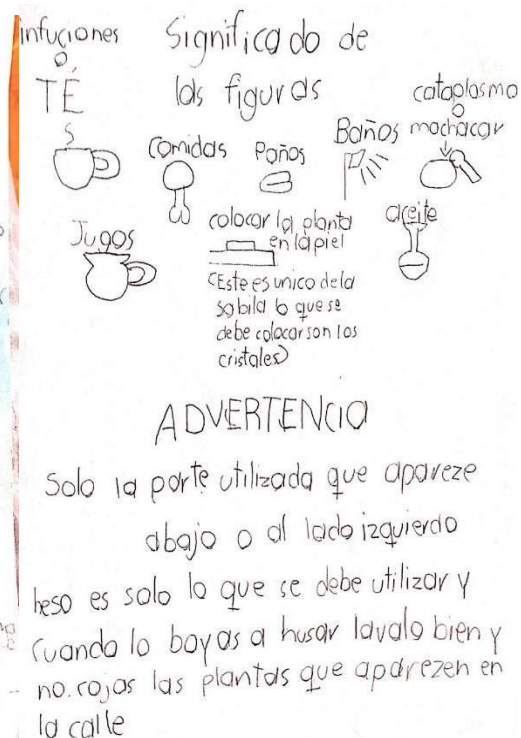 infuciones
o
TÉ
Significado de
las figuras
cataplasmo
o
machacar
Comidas
Paños
Baños
Jugos
colocar la planta
en la piel
(Este es unico de la
sabila lo que se
debe colocar son los
cristales)
aceite
ADVERTENCIA
Solo la parte utilizada que apareze
abajo o al lado izquierdo
heso es solo lo que se debe utilizar y
cuando lo bayas a husar lavalo bien y
no.cojas las plantas que aparezen en
la calle